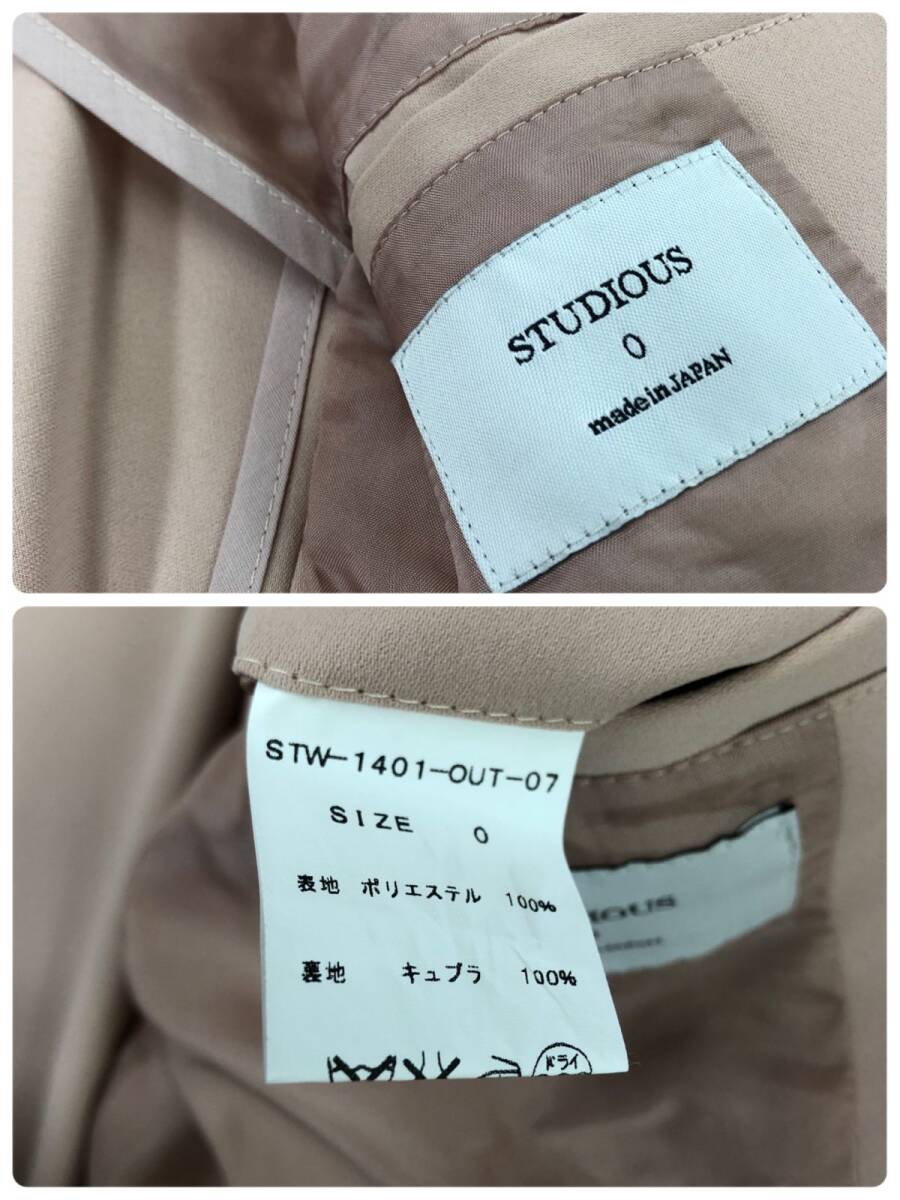 STUDIOUS
0
made in JAPAN
STW-1401-OUT-07
SIZE 0
表地 ポリエステル 100%
裏地 キュプラ 100%
ドライ